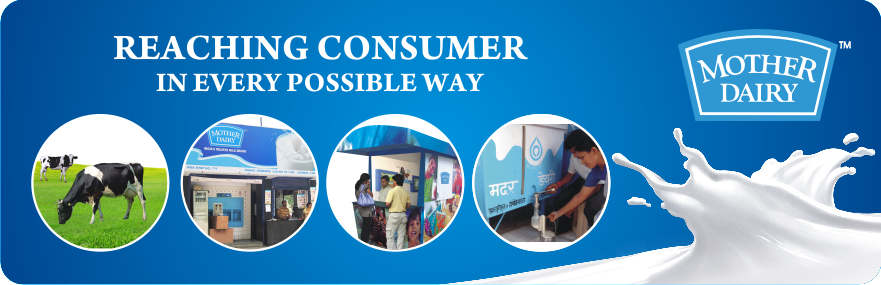 REACHING CONSUMER
IN EVERY POSSIBLE WAY
MOTHER
DAIRY
TM
MOTHER
DAIRY
मदर
डेयरी